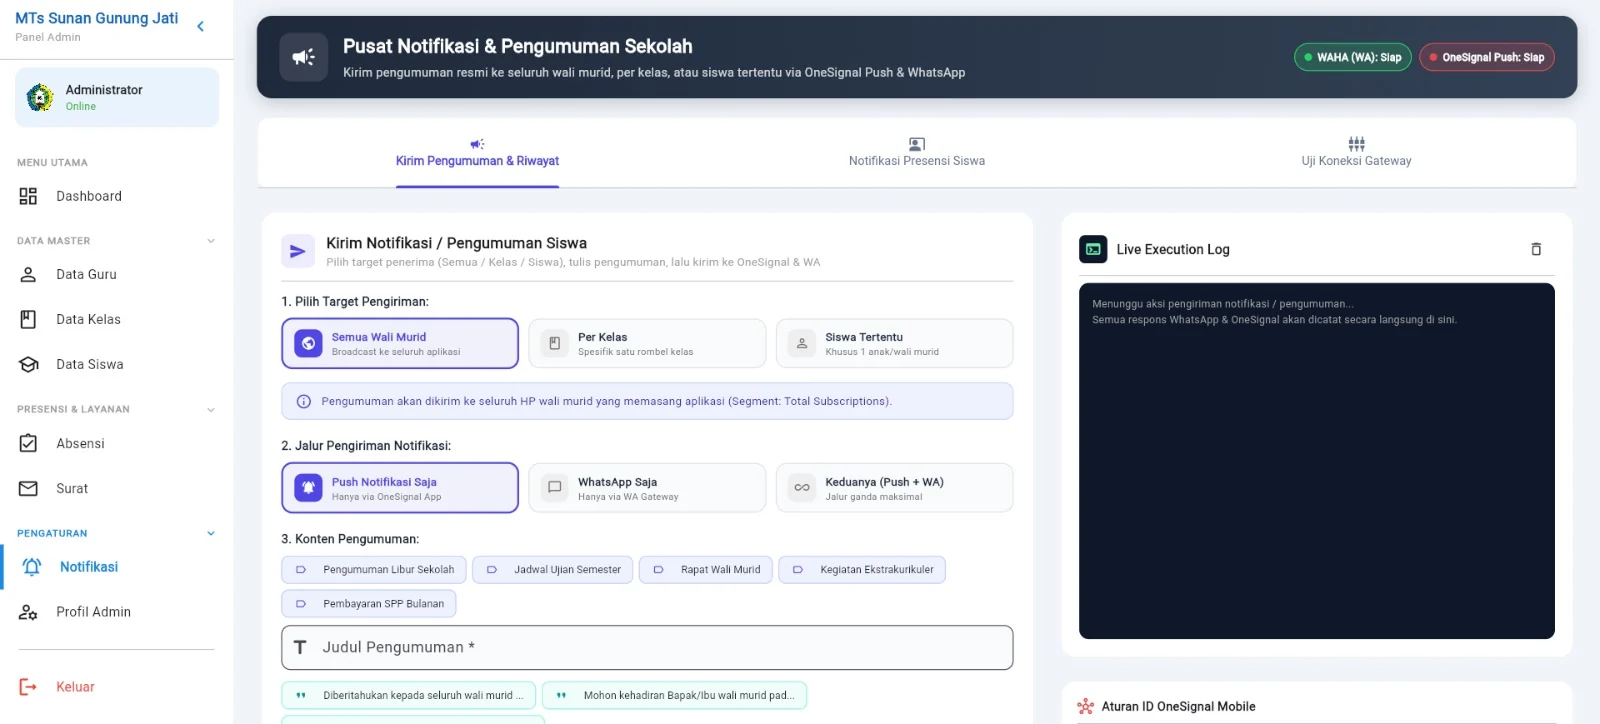 MTs Sunan Gunung Jati
Panel Admin
Administrator
Online
MENU UTAMA
Dashboard
DATA MASTER
Data Guru
Data Kelas
Data Siswa
PRESENSI & LAYANAN
Absensi
Surat
PENGATURAN
Notifikasi
Profil Admin
Keluar
Pusat Notifikasi & Pengumuman Sekolah
Kirim pengumuman resmi ke seluruh wali murid, per kelas, atau siswa tertentu via OneSignal Push & WhatsApp
WAHA (WA): Siap
OneSignal Push: Siap
Kirim Pengumuman & Riwayat
Notifikasi Presensi Siswa
Uji Koneksi Gateway
Kirim Notifikasi / Pengumuman Siswa
Pilih target penerima (Semua / Kelas / Siswa), tulis pengumuman, lalu kirim ke OneSignal & WA
1. Pilih Target Pengiriman:
Semua Wali Murid
Broadcast ke seluruh aplikasi
Per Kelas
Spesifik satu rombel kelas
Siswa Tertentu
Khusus 1 anak/wali murid
Pengumuman akan dikirim ke seluruh HP wali murid yang memasang aplikasi (Segment: Total Subscriptions).
2. Jalur Pengiriman Notifikasi:
Push Notifikasi Saja
Hanya via OneSignal App
WhatsApp Saja
Hanya via WA Gateway
Keduanya (Push + WA)
Jalur ganda maksimal
3. Konten Pengumuman:
Pengumuman Libur Sekolah
Jadwal Ujian Semester
Rapat Wali Murid
Kegiatan Ekstrakurikuler
Pembayaran SPP Bulanan
Judul Pengumuman *
Diberitahukan kepada seluruh wali murid ...
Mohon kehadiran Bapak/Ibu wali murid pad...
Live Execution Log
Menunggu aksi pengiriman notifikasi / pengumuman...
Semua respons WhatsApp & OneSignal akan dicatat secara langsung di sini.
Aturan ID OneSignal Mobile